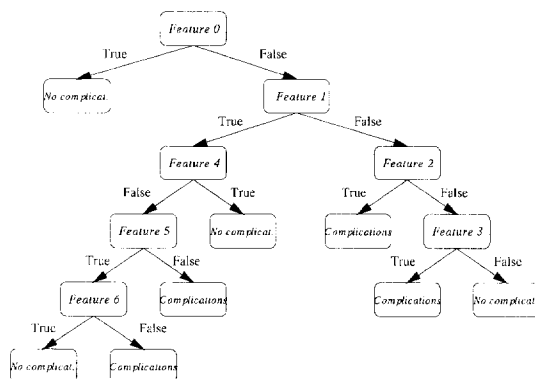 Feature 0
True
False
No complicat.
Feature 1
True
False
Feature 4
Feature 2
False
True
True
False
Feature 5
No complicat.
Complications
Feature 3
True
False
True
False
Feature 6
Complications
Complications
No complicat.
True
False
No complicat.
Complications